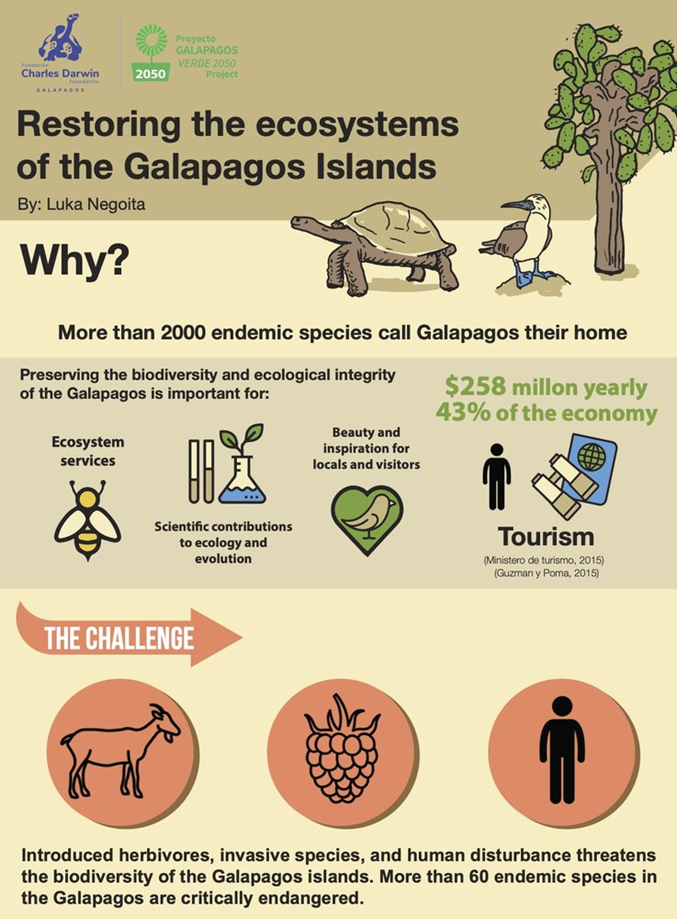 Fundación
Charles Darwin
Foundation
GALAPAGOS
Proyecto
GALAPAGOS
VERDE 2050
Project
2050
Restoring the ecosystems
of the Galapagos Islands
By: Luka Negoita
Why?
More than 2000 endemic species call Galapagos their home
Preserving the biodiversity and ecological integrity
of the Galapagos is important for:
Ecosystem
services
Scientific contributions
to ecology and
evolution
Beauty and
inspiration for
locals and visitors
$258 millon yearly
43% of the economy
Tourism
(Ministero de turismo, 2015)
(Guzman y Poma, 2015)
THE CHALLENGE
Introduced herbivores, invasive species, and human disturbance threatens
the biodiversity of the Galapagos islands. More than 60 endemic species in
the Galapagos are critically endangered.